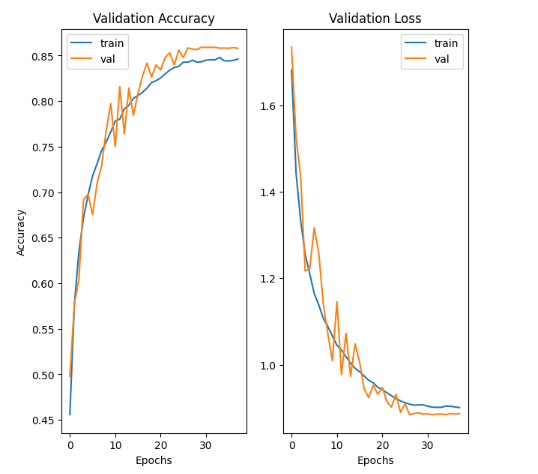 Validation Accuracy
train
val
0.85
0.80
0.75
0.70
0.65
0.60
0.55
0.50
0.45
Accuracy
0
10
20
30
Epochs
Validation Loss
train
val
1.6
1.4
1.2
1.0
0
10
20
30
Epochs